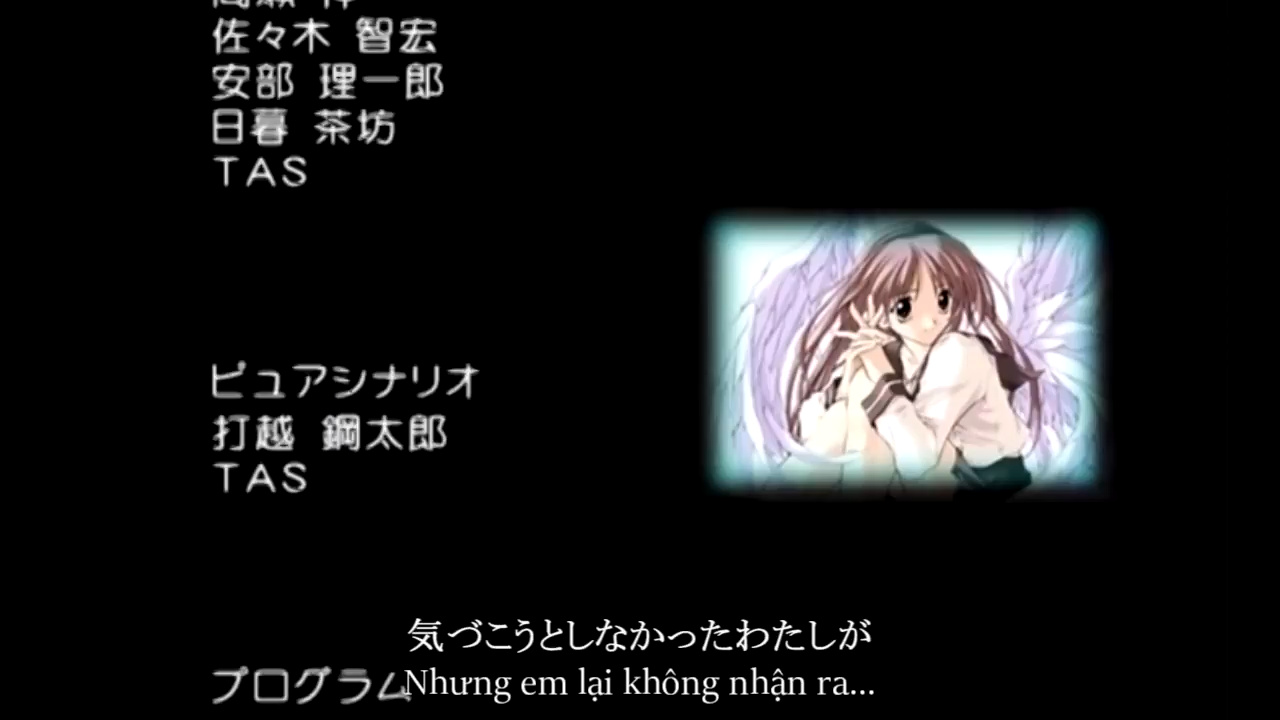 佐々木 智宏
安部 理一郎
日暮 茶坊
TAS
ピュアシナリオ
打越 鋼太郎
TAS
気づこうとしなかったわたしが
プログラム
Nhưng em lại không nhận ra...